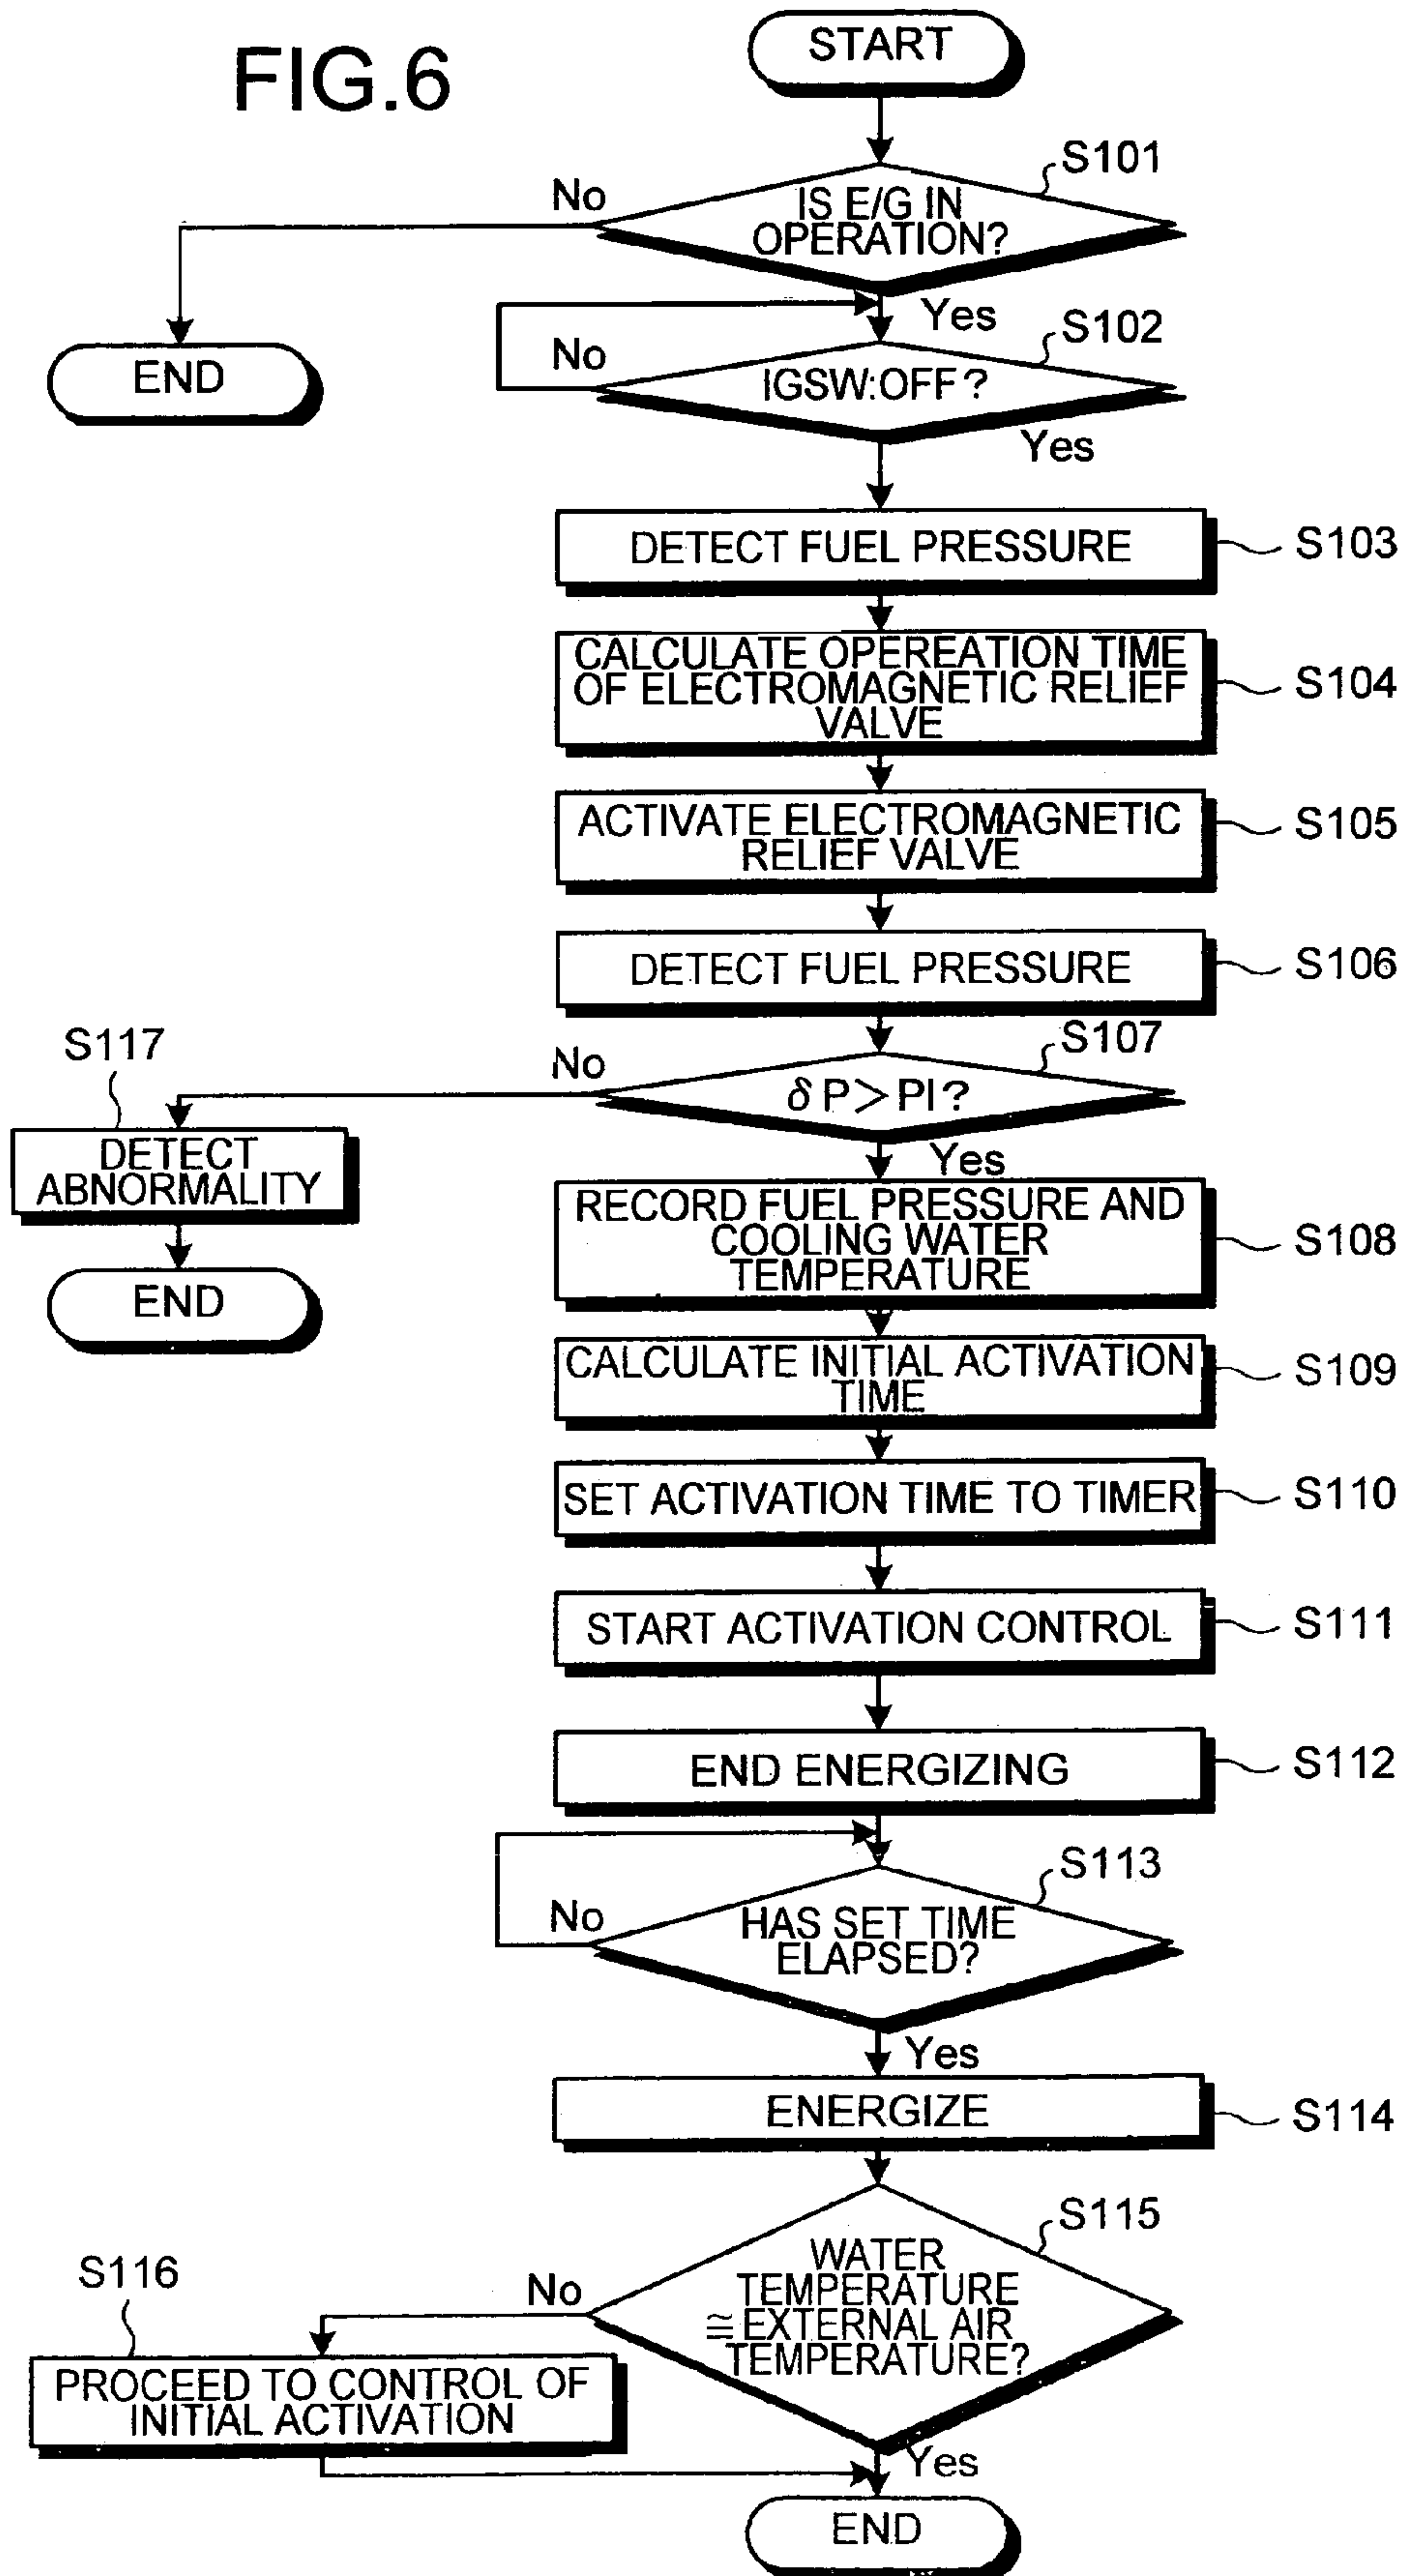 FIG.6
START
S101
No
IS E/G IN
OPERATION?
Yes
END
S102
No
IGSW:OFF?
Yes
DETECT FUEL PRESSURE
S103
CALCULATE OPEREATION TIME
OF ELECTROMAGNETIC RELIEF
VALVE
S104
ACTIVATE ELECTROMAGNETIC
RELIEF VALVE
S105
DETECT FUEL PRESSURE
S106
S107
No
δP>PI?
Yes
S117
DETECT
ABNORMALITY
END
RECORD FUEL PRESSURE AND
COOLING WATER
TEMPERATURE
S108
CALCULATE INITIAL ACTIVATION
TIME
S109
SET ACTIVATION TIME TO TIMER
S110
START ACTIVATION CONTROL
S111
END ENERGIZING
S112
S113
No
HAS SET TIME
ELAPSED?
Yes
ENERGIZE
S114
S115
No
WATER
TEMPERATURE
≅EXTERNAL AIR
TEMPERATURE?
Yes
S116
PROCEED TO CONTROL OF
INITIAL ACTIVATION
END